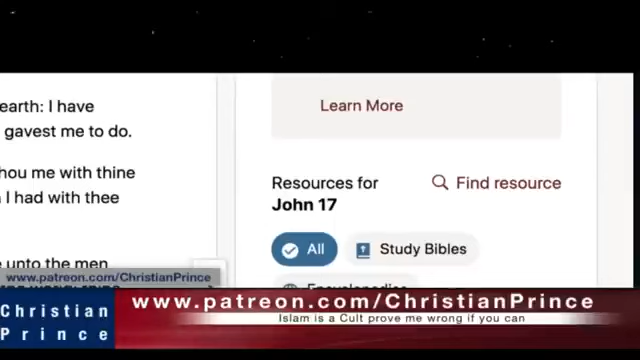 earth: I have
gavest me to do.
hou me with thine
I had with thee
unto the men
Learn More
Resources for
John 17
Find resource
All
Study Bibles
www.patreon.com/ChristianPrince
Christian
Prince
www.patreon.com/ChristianPrince
Islam is a Cult prove me wrong if you can